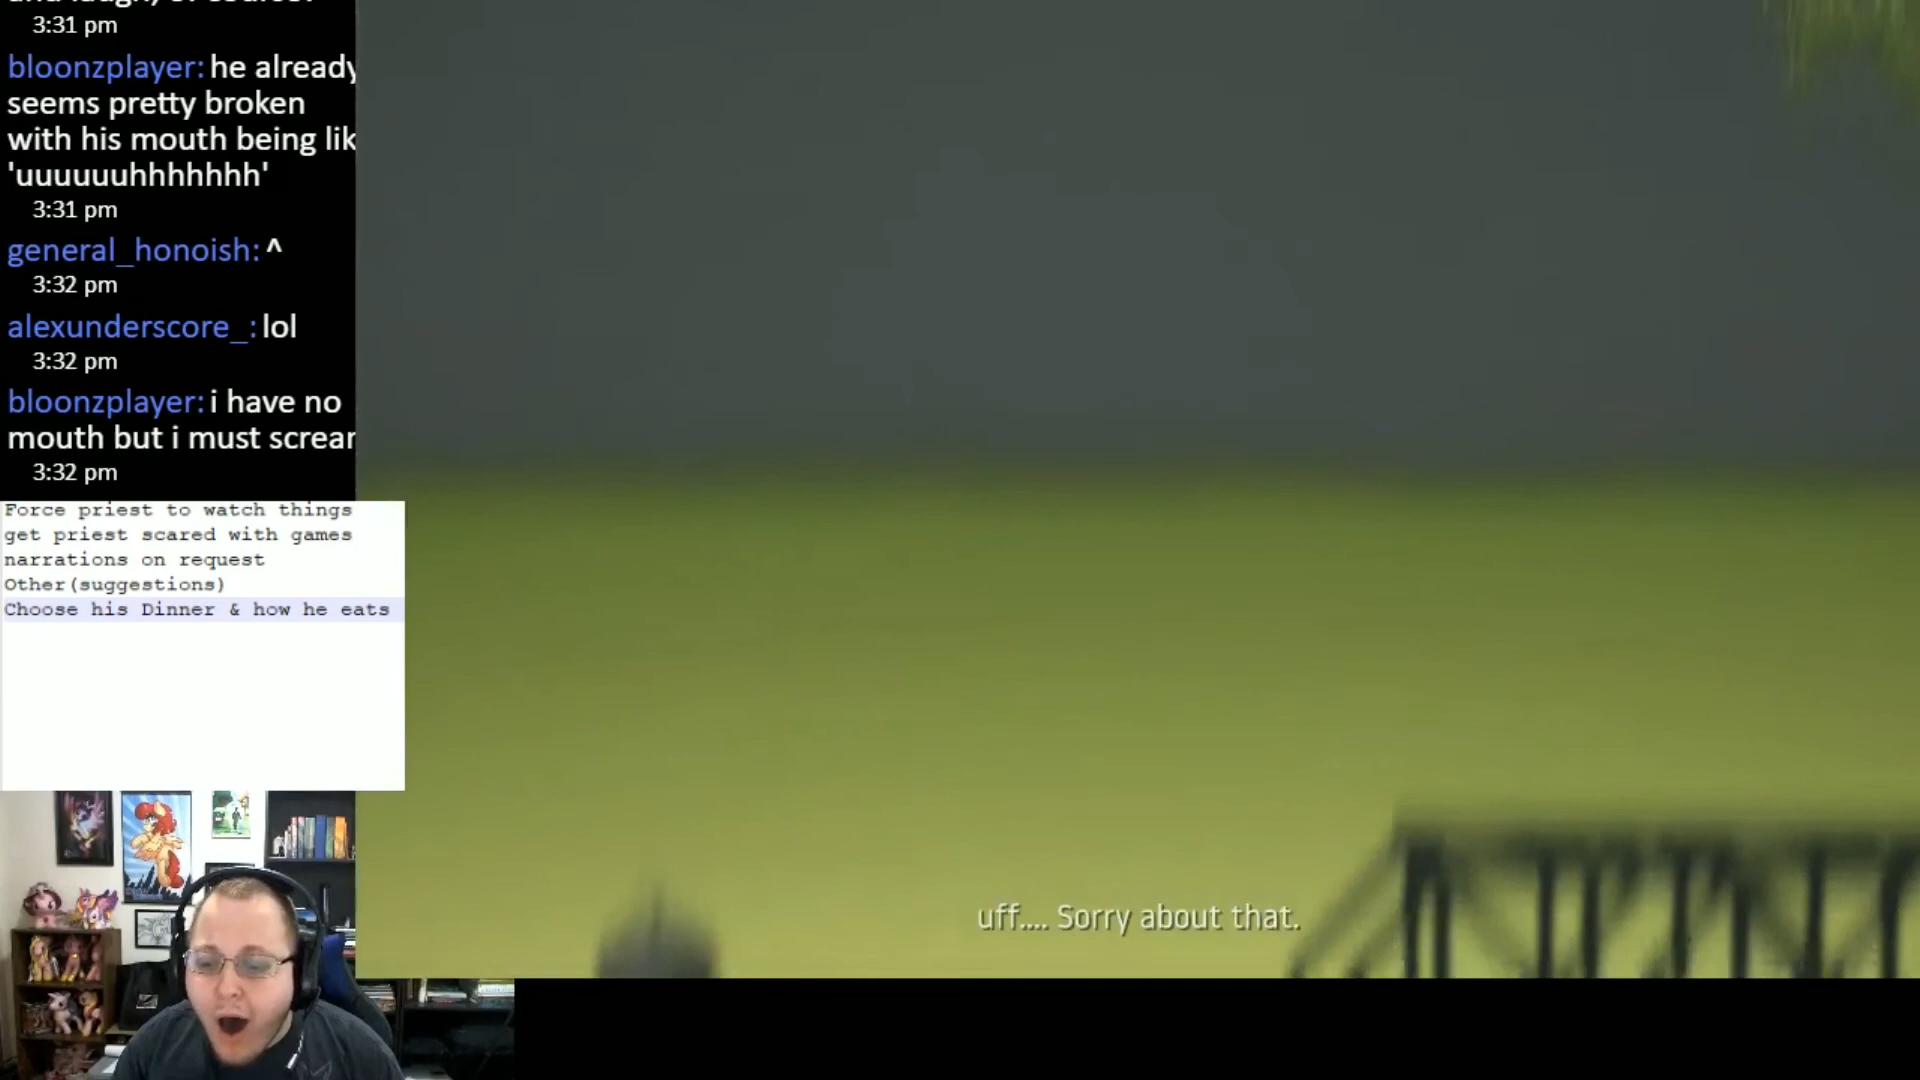 3:31 pm
bloonzplayer: he already
seems pretty broken
with his mouth being lik
'uuuuuuhhhhhhh'
3:31 pm
general_honoish: ^
3:32 pm
alexunderscore_: lol
3:32 pm
bloonzplayer: i have no
mouth but i must screar
3:32 pm
Force priest to watch things
get priest scared with games
narrations on request
Other(suggestions)
Choose his Dinner & how he eats
uff.... Sorry about that.